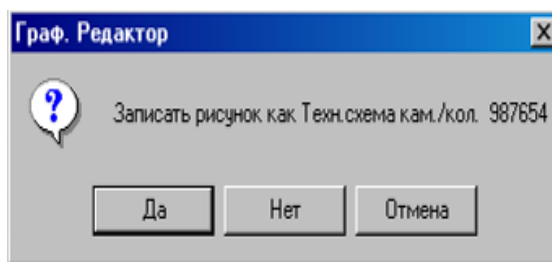 Граф. Редактор
Записать рисунок как Техн.схема кам./кол. 987654
Да Нет Отмена